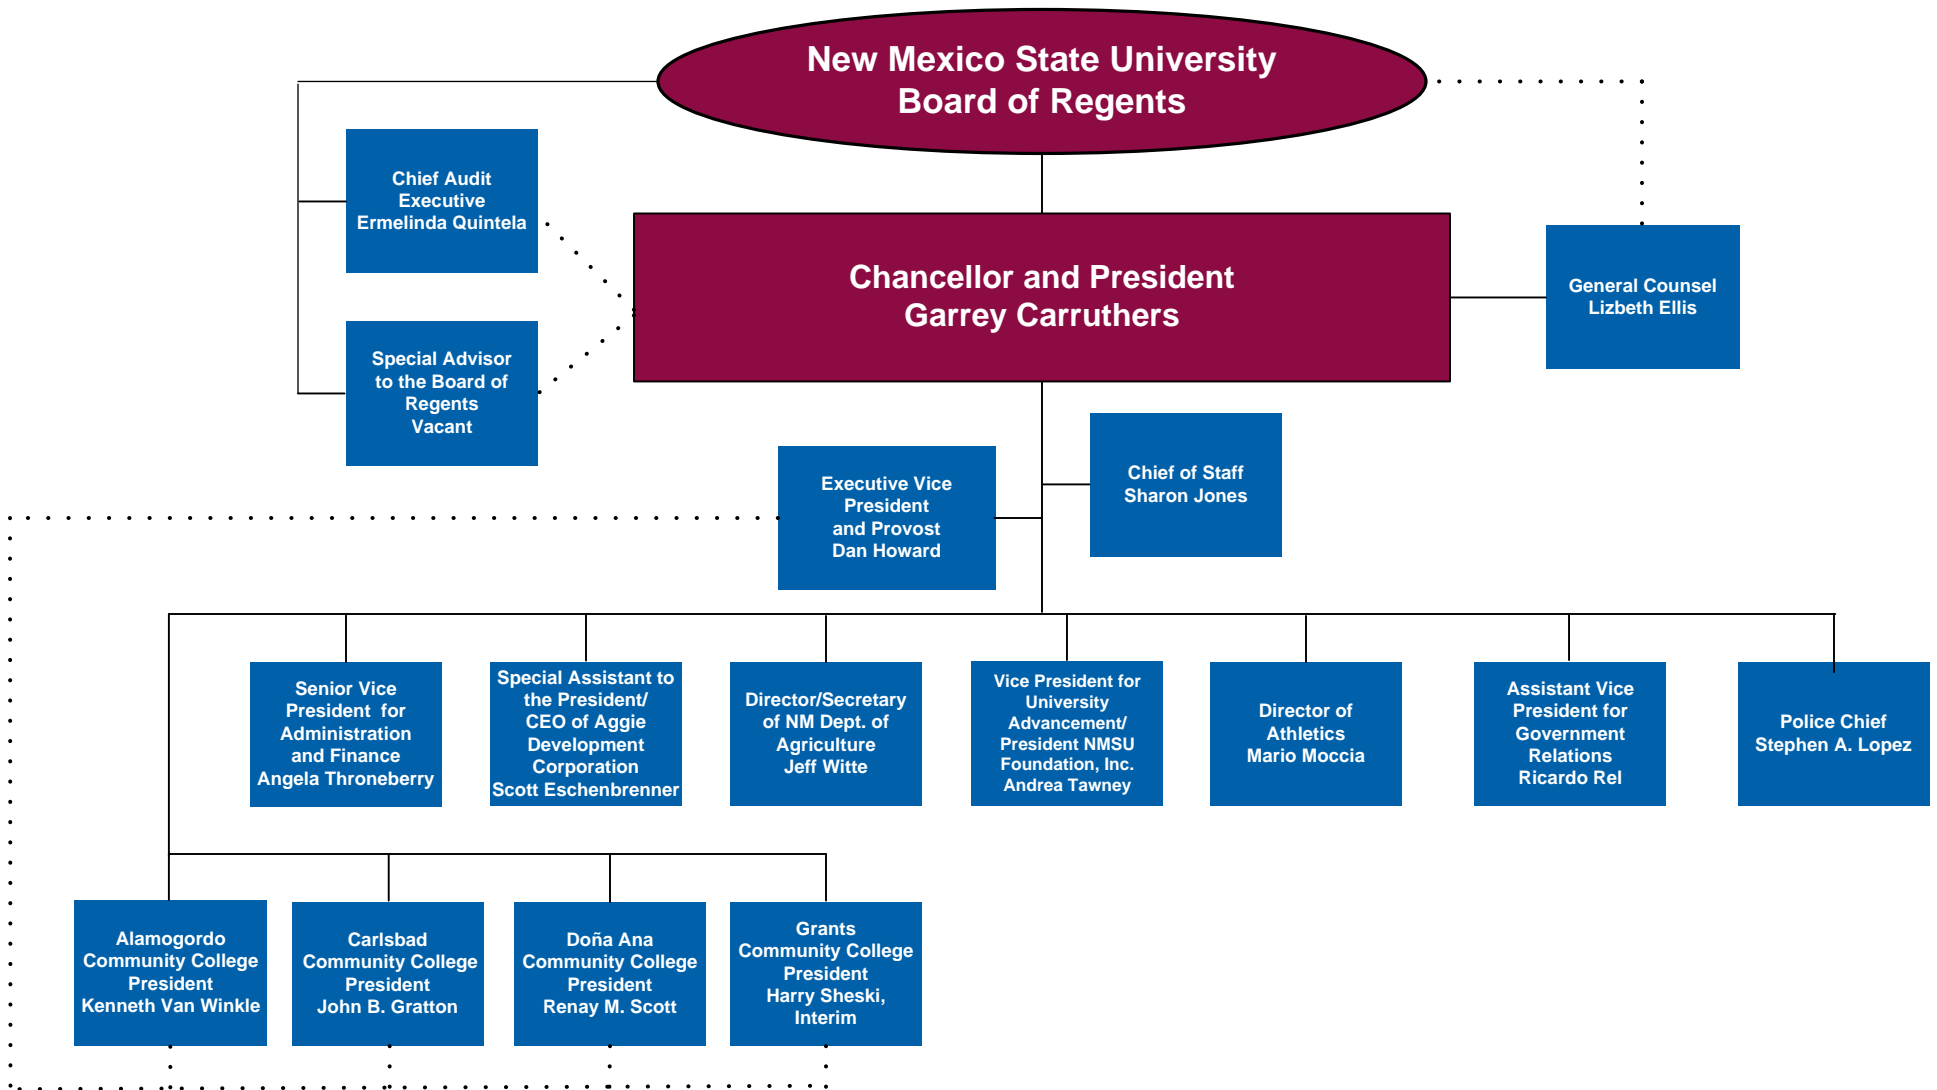 New Mexico State University
Board of Regents
Chief Audit
Executive
Ermelinda Quintela
Chancellor and President
Garrey Carruthers
General Counsel
Lizbeth Ellis
Special Advisor
to the Board of
Regents
Vacant
Executive Vice
President
and Provost
Dan Howard
Chief of Staff
Sharon Jones
Senior Vice
President for
Administration
and Finance
Angela Throneberry
Special Assistant to
the President/
CEO of Aggie
Development
Corporation
Scott Eschenbrenner
Director/Secretary
of NM Dept. of
Agriculture
Jeff Witte
Vice President for
University
Advancement/
President NMSU
Foundation, Inc.
Andrea Tawney
Director of
Athletics
Mario Moccia
Assistant Vice
President for
Government
Relations
Ricardo Rel
Police Chief
Stephen A. Lopez
Alamogordo
Community College
President
Kenneth Van Winkle
Carlsbad
Community College
President
John B. Gratton
Doña Ana
Community College
President
Renay M. Scott
Grants
Community College
President
Harry Sheski,
Interim